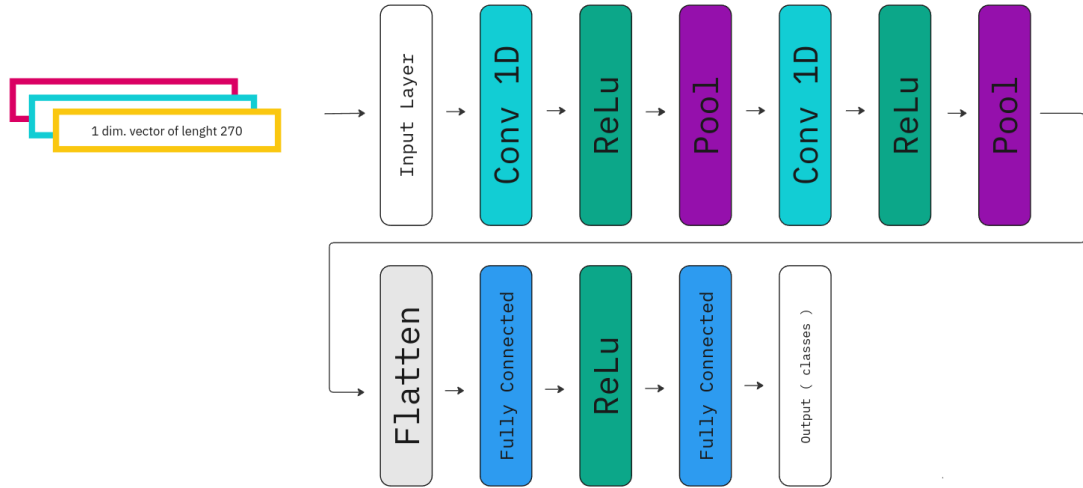 1 dim. vector of lenght 270
Input Layer
Conv 1D
ReLu
Pool
Conv 1D
ReLu
Pool
Flatten
Fully Connected
ReLu
Fully Connected
Output ( classes )